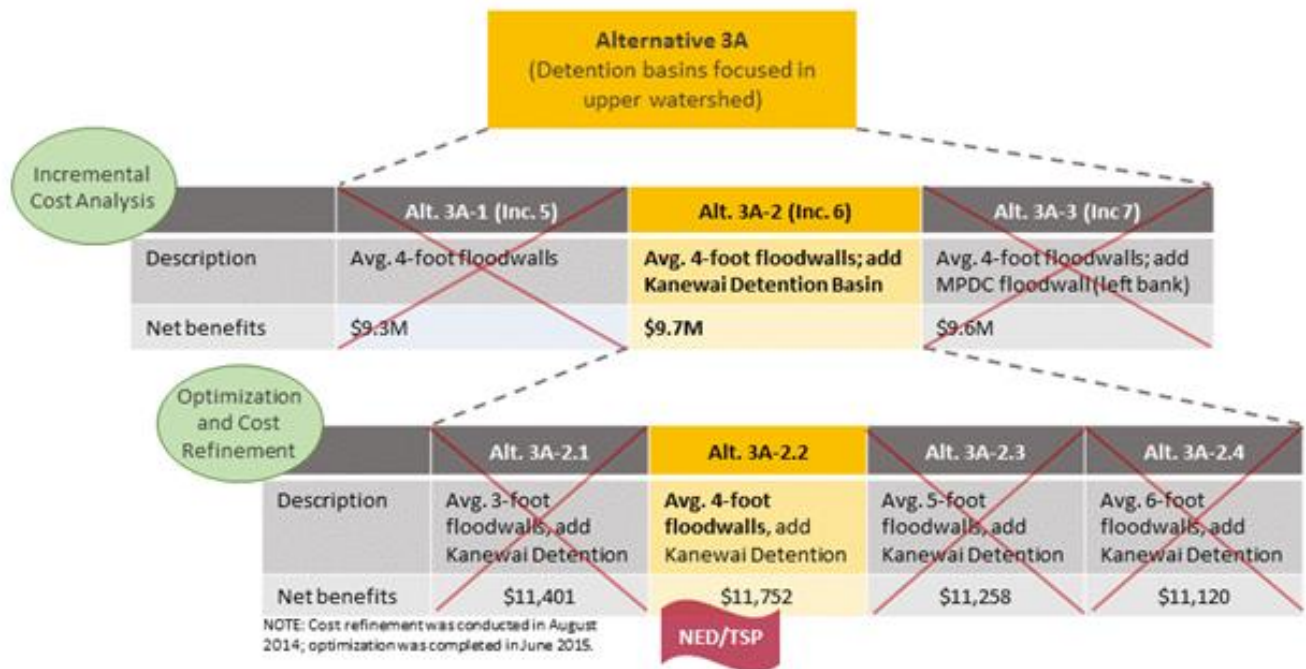 Alternative 3A
(Detention basins focused in
upper watershed)
Incremental
Cost Analysis
Alt. 3A-1 (Inc. 5)
Alt. 3A-2 (Inc. 6)
Alt. 3A-3 (Inc 7)
Description
Avg. 4-foot floodwalls
Avg. 4-foot floodwalls; add
Kanewai Detention Basin
Avg. 4-foot floodwalls; add
MPDC floodwall (left bank)
Net benefits
$9.3M
$9.7M
$9.6M
Optimization
and Cost
Refinement
Alt. 3A-2.1
Alt. 3A-2.2
Alt. 3A-2.3
Alt. 3A-2.4
Description
Avg. 3-foot
floodwalls, add
Kanewai Detention
Avg. 4-foot
floodwalls, add
Kanewai Detention
Avg. 5-foot
floodwalls, add
Kanewai Detention
Avg. 6-foot
floodwalls, add
Kanewai Detention
Net benefits
$11,401
$11,752
$11,258
$11,120
NOTE: Cost refinement was conducted in August
2014; optimization was completed in June 2015.
NED/TSP